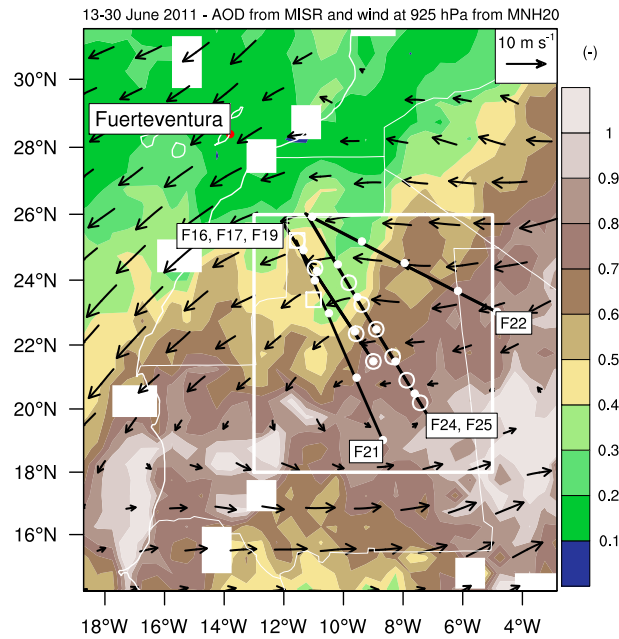 13-30 June 2011 - AOD from MISR and wind at 925 hPa from MNH20
10 m s-1
(-)
30°N
28°N
26°N
24°N
22°N
20°N
18°N
16°N
Fuerteventura
F16, F17, F19
F22
F24, F25
F21
1
0.9
0.8
0.7
0.6
0.5
0.4
0.3
0.2
0.1
18°W 16°W 14°W 12°W 10°W 8°W 6°W 4°W